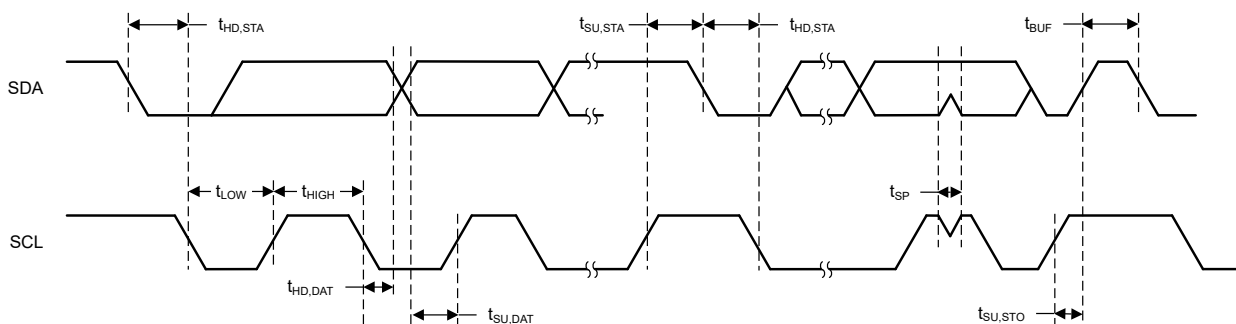 tHD,STA
tSU,STA
tHD,STA
tBUF
SDA
tLOW
tHIGH
tSP
SCL
tHD,DAT
tSU,DAT
tSU,STO